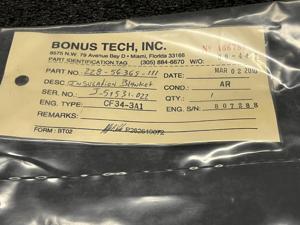 BONUS TECH, INC.
8575 N.W. 79 Avenue Bay D • Miami, Florida 33166
PART IDENTIFICATION TAG (305) 884-6670 W.O.
PART NO. 228-56365-111 DATE: MAR 02 2010
DESC. INSULATION Blanket COND: AR
SER. NO. J-51531-022 QTY: 1
ENG. TYPE: CF34-3A1 ENG. S/N: 807288
REMARKS:
FORM: BT02